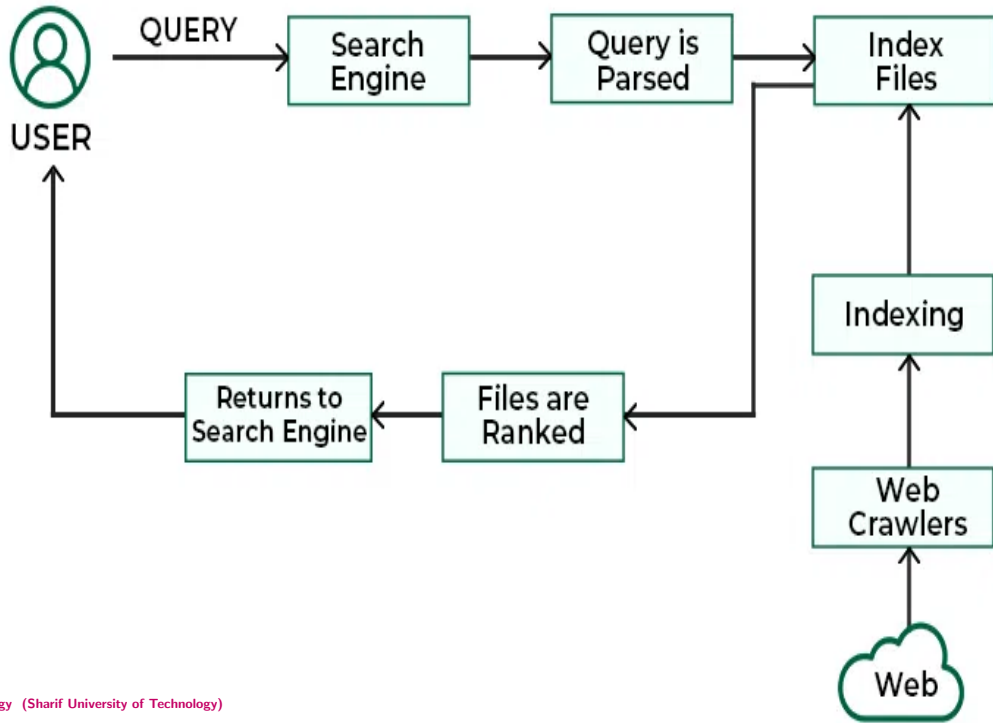 QUERY
USER
Search
Engine
Query is
Parsed
Index
Files
Indexing
Returns to
Search Engine
Files are
Ranked
Web
Crawlers
Web
(Sharif University of Technology)